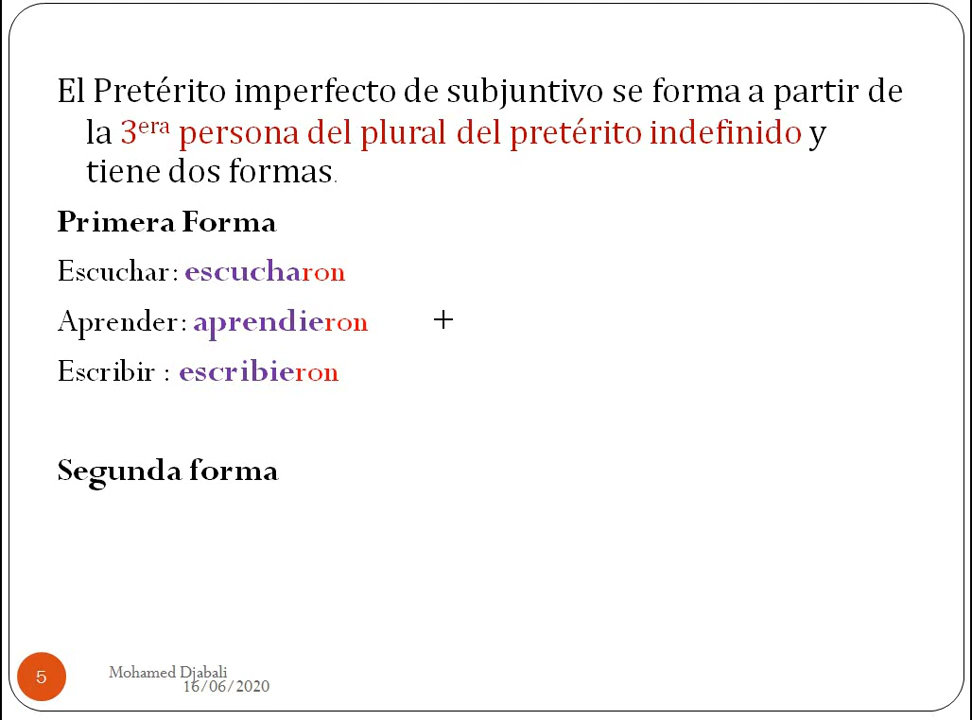 El Pretérito imperfecto de subjuntivo se forma a partir de
la 3era persona del plural del pretérito indefinido y
tiene dos formas.
Primera Forma
Escuchar: escucharon
Aprender: aprendieron +
Escribir : escribieron
Segunda forma
5
Mohamed Djabali
16/06/2020